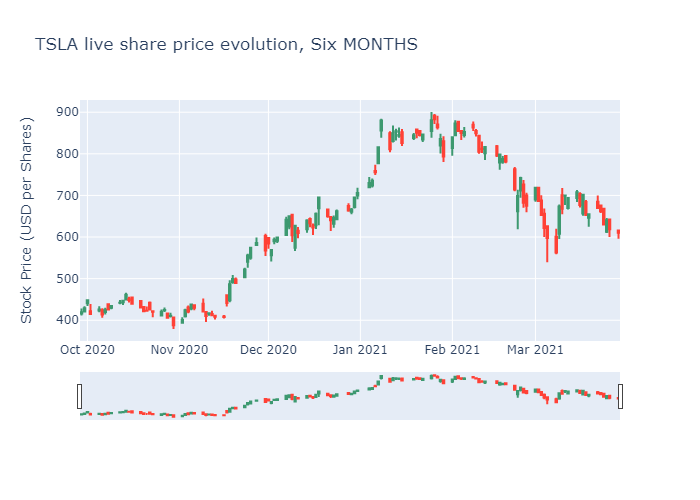 TSLA live share price evolution, Six MONTHS
Stock Price (USD per Shares)
900
800
700
600
500
400
Oct 2020 Nov 2020 Dec 2020 Jan 2021 Feb 2021 Mar 2021